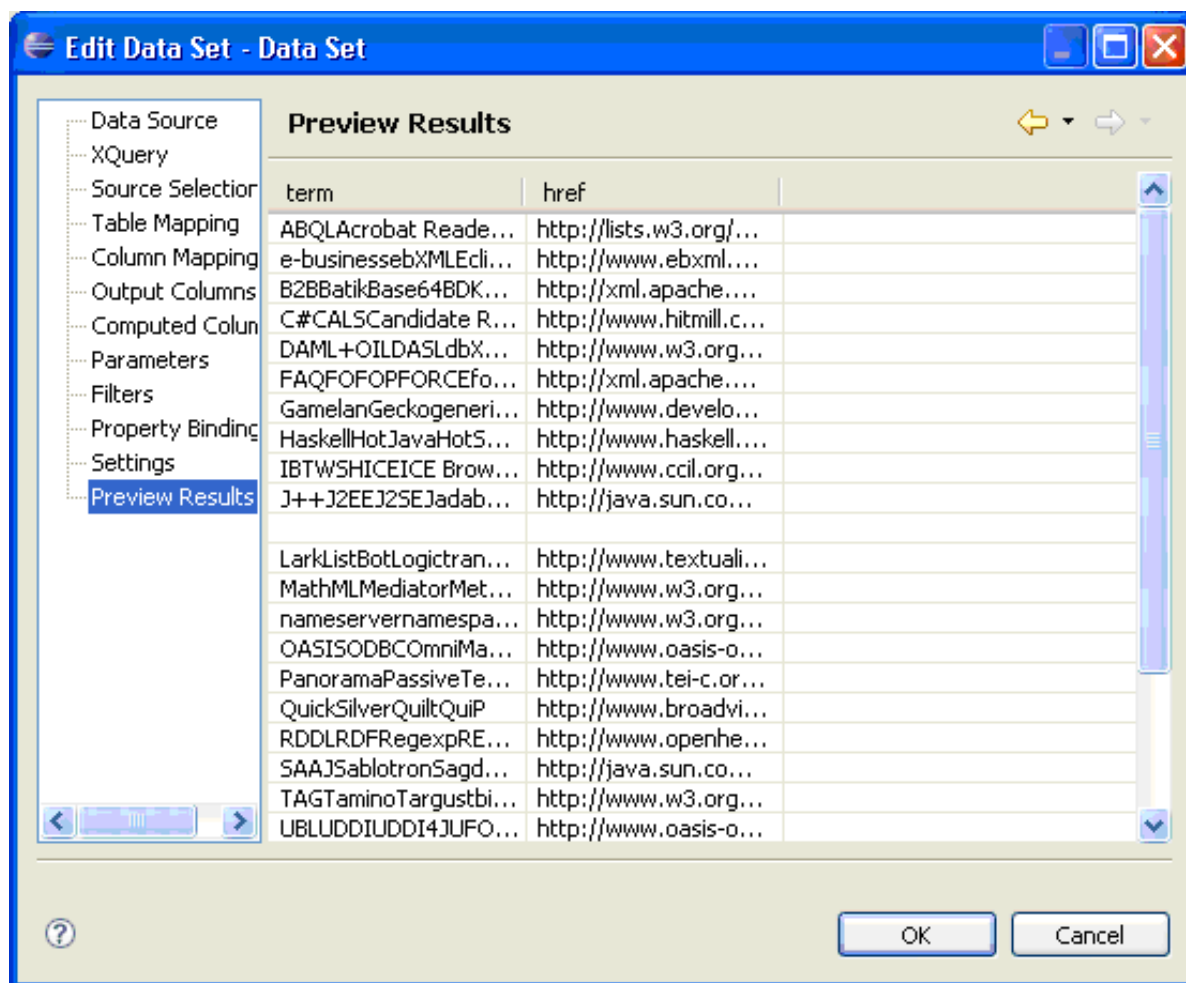 Edit Data Set - Data Set
Data Source
XQuery
Source Selection
Table Mapping
Column Mapping
Output Columns
Computed Colun
Parameters
Filters
Property Binding
Settings
Preview Results
Preview Results
term href
ABQLAcrobat Reade... http://lists.w3.org/...
e-businessebXMLEcli... http://www.ebxml....
B2BBatikBase64BDK... http://xml.apache....
C#CALSCandidate R... http://www.hitmill.c...
DAML+OILDASLdbX... http://www.w3.org...
FAQFOFOPFORCEfo... http://xml.apache....
GamelanGeckogeneri... http://www.develo...
HaskellHotJavaHotS... http://www.haskell....
IBTWSHICEICE Brow... http://www.ccil.org...
J++J2EEJ2SEJadab... http://java.sun.co...
LarkListBotLogictran... http://www.textuali...
MathMLMediatorMet... http://www.w3.org...
nameservernamespa... http://www.w3.org...
OASISODBCOmniMa... http://www.oasis-o...
PanoramaPassiveTe... http://www.tei-c.or...
QuickSilverQuiltQuiP http://www.broadvi...
RDDLRDFRegexpRE... http://www.openhe...
SAAJSablotronSagd... http://java.sun.co...
TAGTaminoTargustbi... http://www.w3.org...
UBLUDDIUDDI4JUFO... http://www.oasis-o...
?
OK Cancel